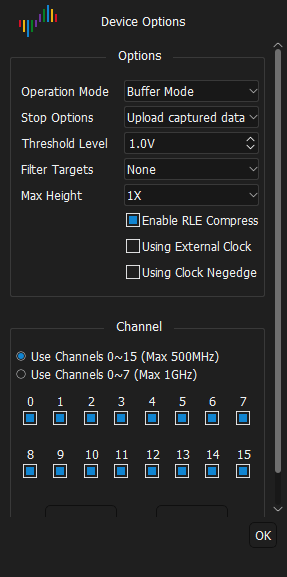 Device Options
Options
Operation Mode Buffer Mode
Stop Options Upload captured data
Threshold Level 1.0V
Filter Targets None
Max Height 1X
Enable RLE Compress
Using External Clock
Using Clock Negedge
Channel
Use Channels 0~15 (Max 500MHz)
Use Channels 0~7 (Max 1GHz)
0 1 2 3 4 5 6 7
8 9 10 11 12 13 14 15
OK